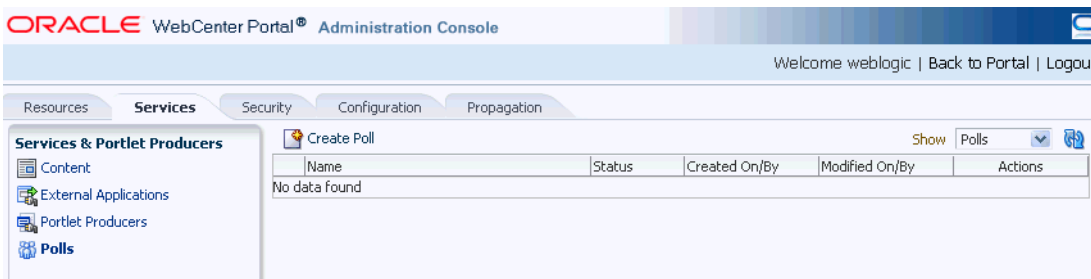 ORACLE WebCenter Portal® Administration Console
Welcome weblogic | Back to Portal | Logou
Resources Services Security Configuration Propagation
Services & Portlet Producers
Content
External Applications
Portlet Producers
Polls
Create Poll Show Polls
Name Status Created On/By Modified On/By Actions
No data found